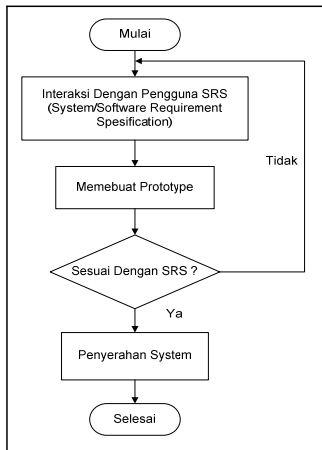 Mulai
Interaksi Dengan Pengguna SRS
(System/Software Requirement
Spesification)
Tidak
Memebuat Prototype
Sesuai Dengan SRS ?
Ya
Penyerahan System
Selesai